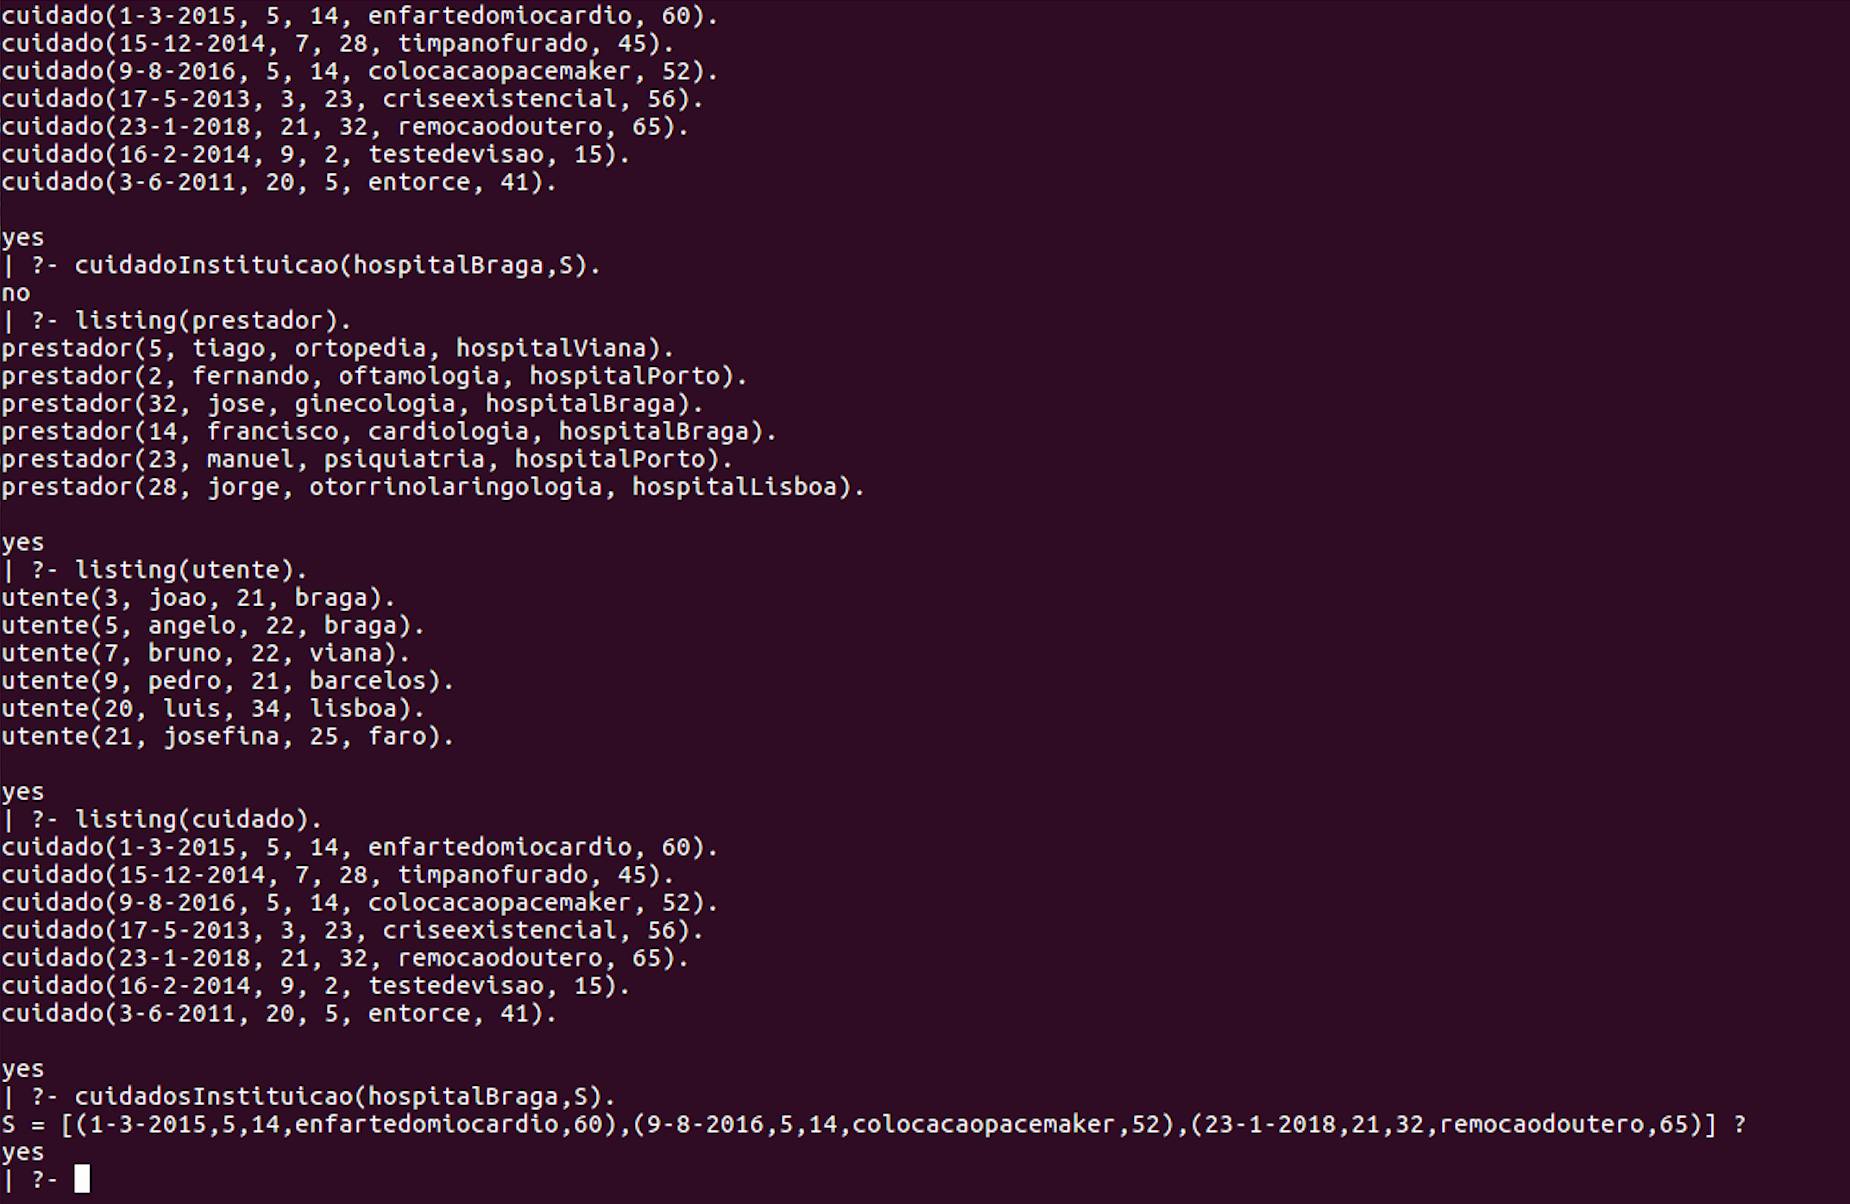 cuidado(1-3-2015, 5, 14, enfartedomiocardio, 60).
cuidado(15-12-2014, 7, 28, timpanofurado, 45).
cuidado(9-8-2016, 5, 14, colocacaopacemaker, 52).
cuidado(17-5-2013, 3, 23, criseexistencial, 56).
cuidado(23-1-2018, 21, 32, remocaodoutero, 65).
cuidado(16-2-2014, 9, 2, testedevisao, 15).
cuidado(3-6-2011, 20, 5, entorce, 41).
yes
| ?- cuidadoInstituicao(hospitalBraga,S).
no
| ?- listing(prestador).
prestador(5, tiago, ortopedia, hospitalViana).
prestador(2, fernando, oftamologia, hospitalPorto).
prestador(32, jose, ginecologia, hospitalBraga).
prestador(14, francisco, cardiologia, hospitalBraga).
prestador(23, manuel, psiquiatria, hospitalPorto).
prestador(28, jorge, otorrinolaringologia, hospitalLisboa).
yes
| ?- listing(utente).
utente(3, joao, 21, braga).
utente(5, angelo, 22, braga).
utente(7, bruno, 22, viana).
utente(9, pedro, 21, barcelos).
utente(20, luis, 34, lisboa).
utente(21, josefina, 25, faro).
yes
| ?- listing(cuidado).
cuidado(1-3-2015, 5, 14, enfartedomiocardio, 60).
cuidado(15-12-2014, 7, 28, timpanofurado, 45).
cuidado(9-8-2016, 5, 14, colocacaopacemaker, 52).
cuidado(17-5-2013, 3, 23, criseexistencial, 56).
cuidado(23-1-2018, 21, 32, remocaodoutero, 65).
cuidado(16-2-2014, 9, 2, testedevisao, 15).
cuidado(3-6-2011, 20, 5, entorce, 41).
yes
| ?- cuidadosInstituicao(hospitalBraga,S).
S = [(1-3-2015,5,14,enfartedomiocardio,60),(9-8-2016,5,14,colocacaopacemaker,52),(23-1-2018,21,32,remocaodoutero,65)] ?
yes
| ?-